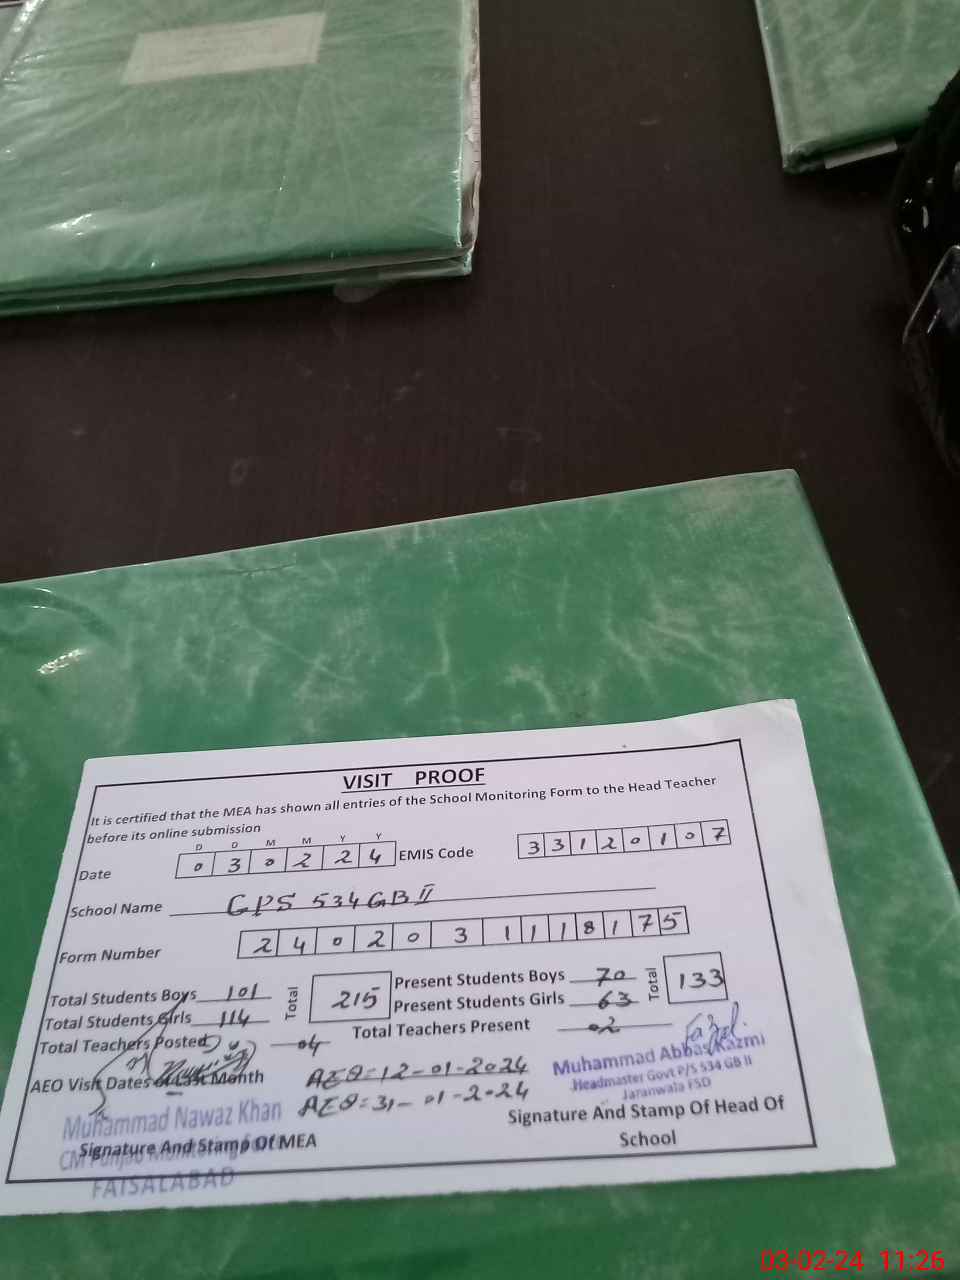 VISIT PROOF
It is certified that the MEA has shown all entries of the School Monitoring Form to the Head Teacher
before its online submission
D D M M Y Y
Date 0 3 0 2 2 4 EMIS Code 3 3 1 2 0 1 0 7
School Name GPS 534 GB II
Form Number 2 4 0 2 0 3 1 1 1 8 1 7 5
Total Students Boys 101 Total 215 Present Students Boys 70 Total 133
Total Students Girls 114 Present Students Girls 63
Total Teachers Posted 04 Total Teachers Present 02
AEO Visit Dates of Last Month AEO=12-01-2024
AEO=31-01-2-24
Muhammad Abbas Kazmi
Headmaster Govt P/S 534 GB II
Jaranwala FSD
Muhammad Nawaz Khan
CM Punjab Monitoring
FAISALABAD
Signature And Stamp Of MEA
Signature And Stamp Of Head Of
School
03-02-24 11:26